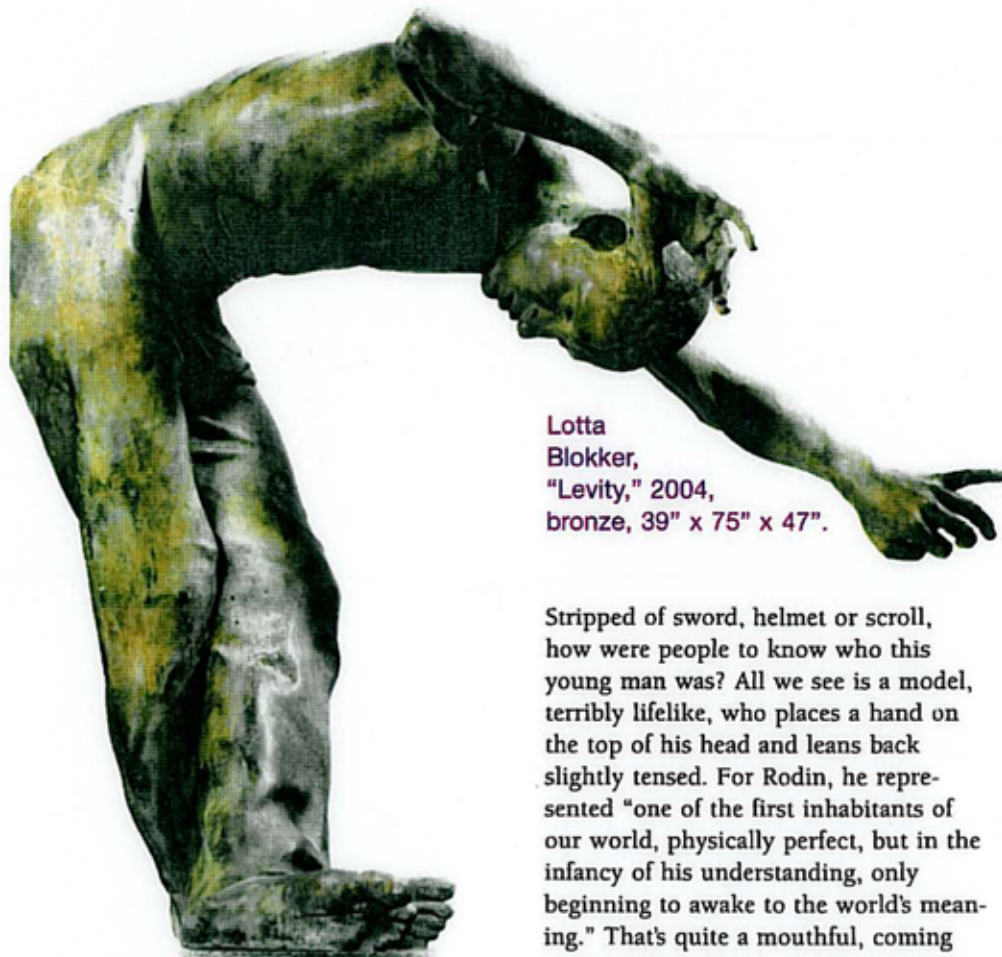 Lotta
Blokker,
“Levity,” 2004,
bronze, 39” x 75” x 47”.
Stripped of sword, helmet or scroll,
how were people to know who this
young man was? All we see is a model,
terribly lifelike, who places a hand on
the top of his head and leans back
slightly tensed. For Rodin, he repre-
sented “one of the first inhabitants of
our world, physically perfect, but in the
infancy of his understanding, only
beginning to awake to the world’s mean-
ing.” That’s quite a mouthful, coming